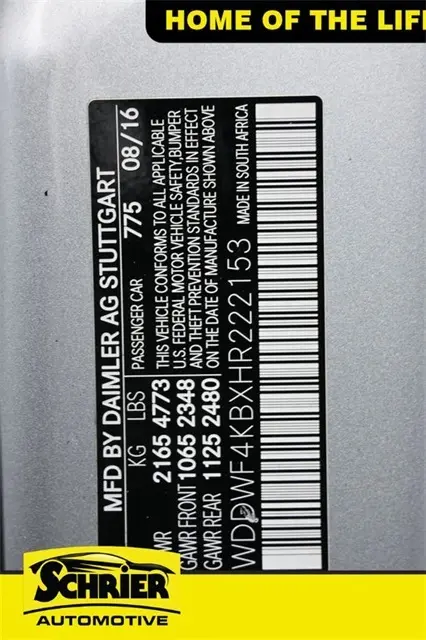 HOME OF THE LIFE
MFD BY DAIMLER AG STUTTGART
KG LBS PASSENGER CAR 775 08/16
2165 4773 THIS VEHICLE CONFORMS TO ALL APPLICABLE
GAWR FRONT 1065 2348 U.S. FEDERAL MOTOR VEHICLE SAFETY,BUMPER
AND THEFT PREVENTION STANDARDS IN EFFECT
GAWR REAR 1125 2480 ON THE DATE OF MANUFACTURE SHOWN ABOVE
WDDWF4KBXHR222153 MADE IN SOUTH AFRICA
SCHRIER
AUTOMOTIVE